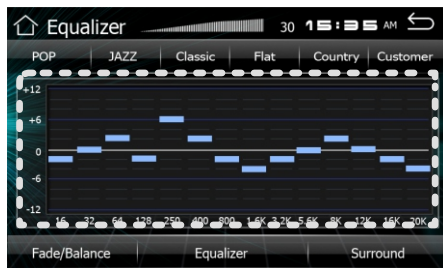 Equalizer 30 15:35 AM
POP JAZZ Classic Flat Country Customer
+12
+6
0
-6
-12
16 32 64 128 250 400 800 1.6K 3.2K 5.6K 8K 12K 16K 20K
Fade/Balance Equalizer Surround